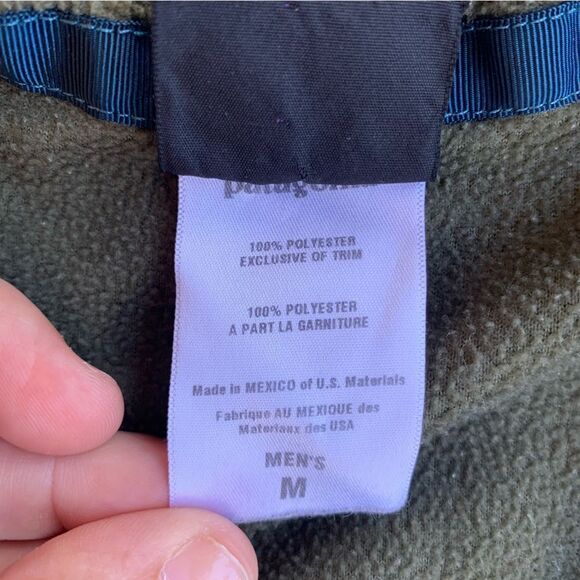 patagonia
100% POLYESTER
EXCLUSIVE OF TRIM
100% POLYESTER
A PART LA GARNITURE
Made in MEXICO of U.S. Materials
Fabrique AU MEXIQUE des
Materiaux des USA
MEN'S
M